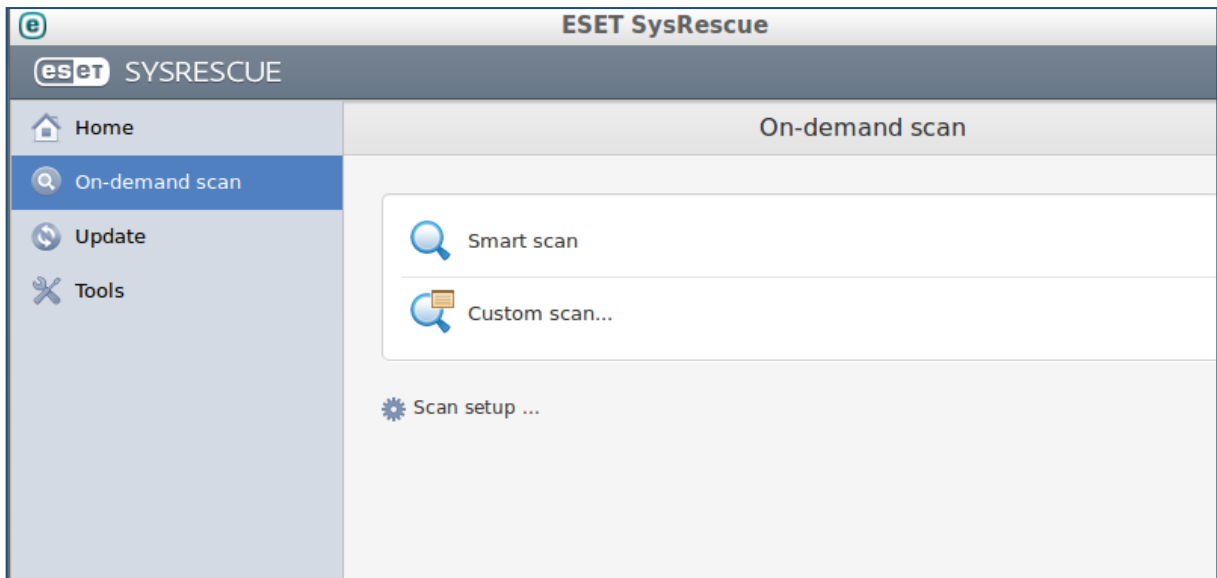 ESET SysRescue
eseT SYSRESCUE
Home
On-demand scan
Update
Tools
On-demand scan
Smart scan
Custom scan...
Scan setup ...